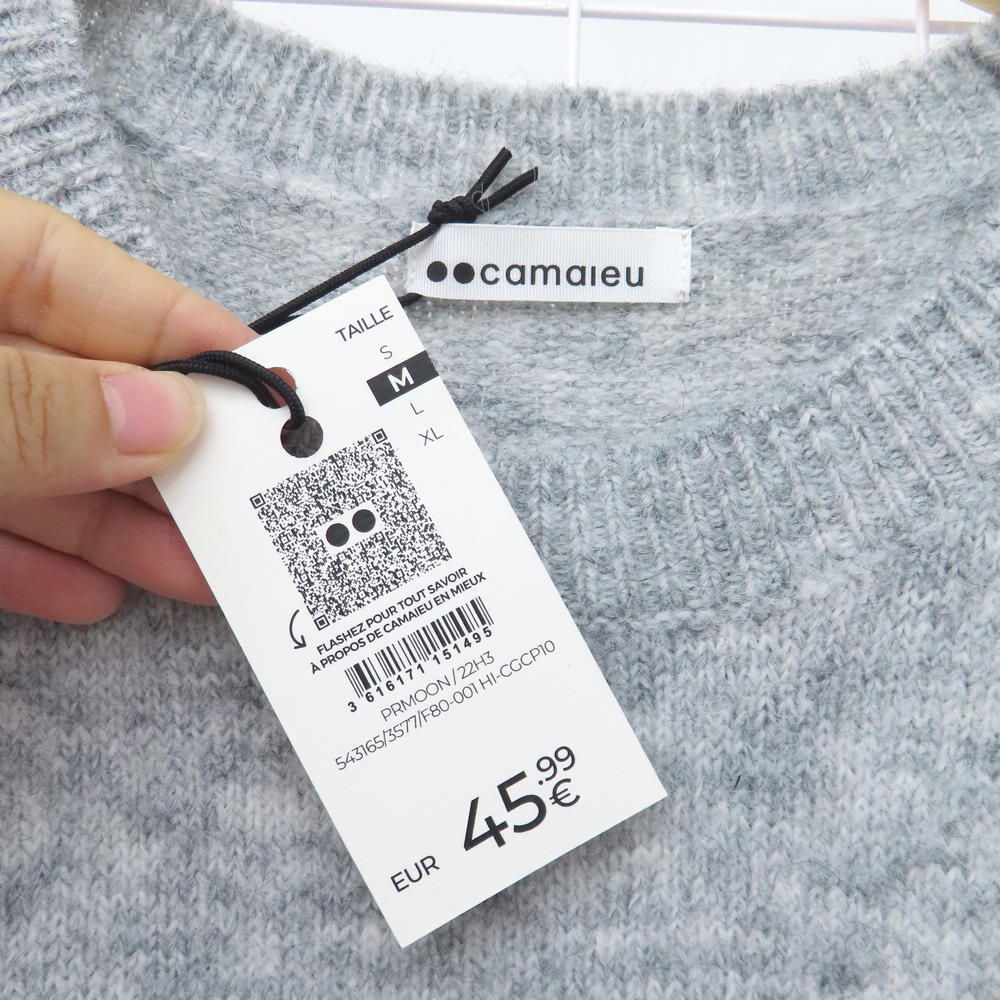 camaieu
TAILLE
S
M
L
XL
FLASHEZ POUR TOUT SAVOIR
À PROPOS DE CAMAIEU EN MIEUX
3 616171 151495
PRMOON / 22H3
543165/3577/F80-001 H1-CGCP10
EUR 45.99 €